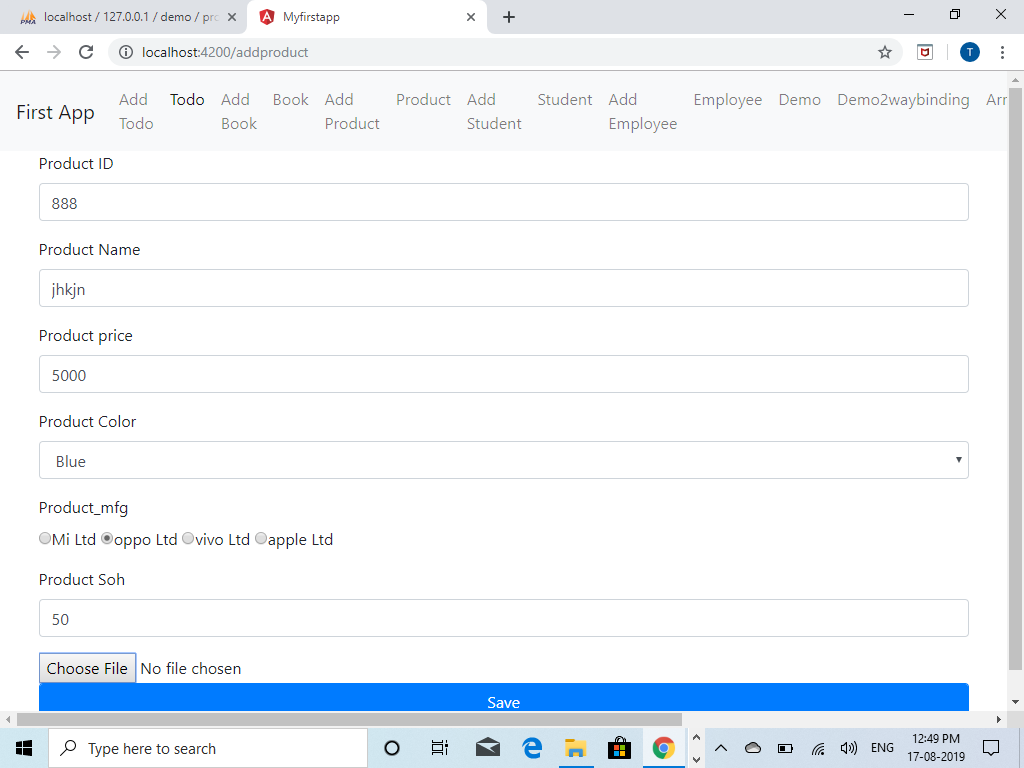 localhost / 127.0.0.1 / demo / pro
Myfirstapp
localhost:4200/addproduct
T
First App
Add Todo
Todo
Add Book
Book
Add Product
Product
Add Student
Student
Add Employee
Employee
Demo
Demo2waybinding
Arr
Product ID
888
Product Name
jhkjn
Product price
5000
Product Color
Blue
Product_mfg
Mi Ltd oppo Ltd vivo Ltd apple Ltd
Product Soh
50
Choose File No file chosen
Save
Type here to search
ENG
12:49 PM
17-08-2019